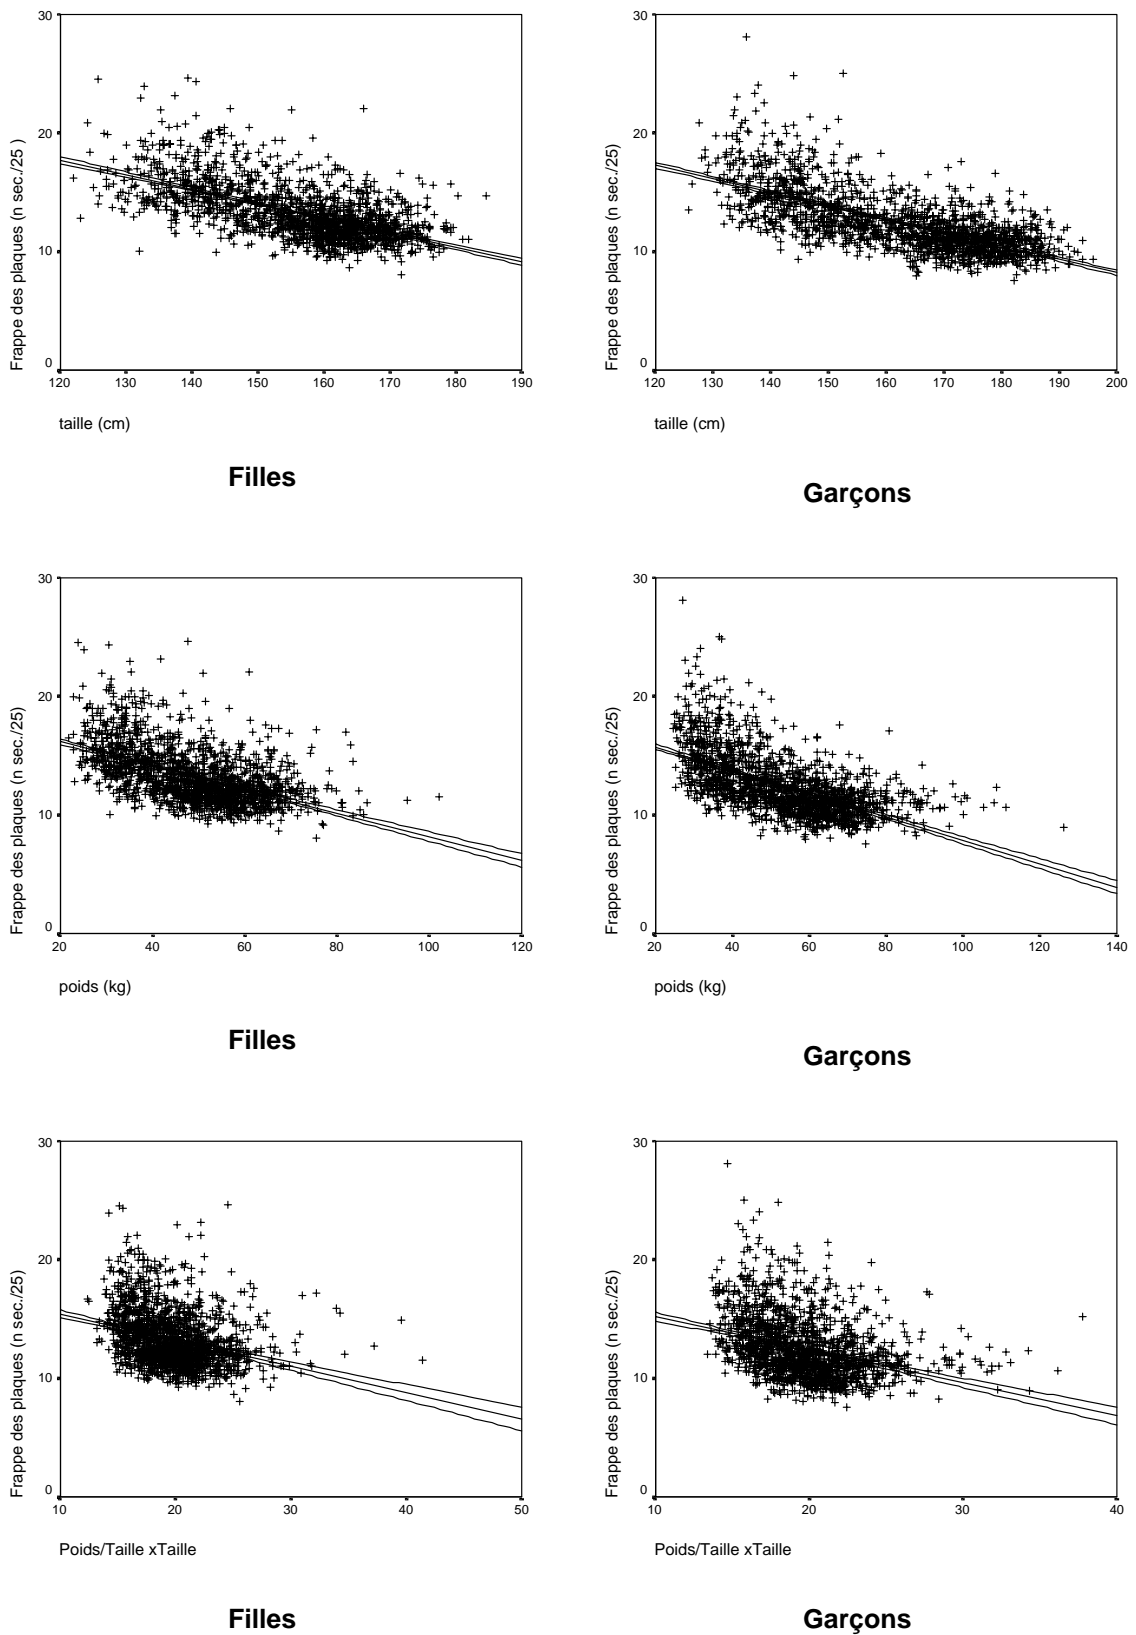 30
20
10
0
Frappe des plaques (n sec./25 )
120 130 140 150 160 170 180 190
taille (cm)
Filles
30
20
10
0
Frappe des plaques (n sec./25)
120 130 140 150 160 170 180 190 200
taille (cm)
Garçons
30
20
10
0
Frappe des plaques (n sec./25)
20 40 60 80 100 120
poids (kg)
Filles
30
20
10
0
Frappe des plaques (n sec./25)
20 40 60 80 100 120 140
poids (kg)
Garçons
30
20
10
0
Frappe des plaques (n sec./25)
10 20 30 40 50
Poids/Taille xTaille
Filles
30
20
10
0
Frappe des plaques (n sec./25)
10 20 30 40
Poids/Taille xTaille
Garçons